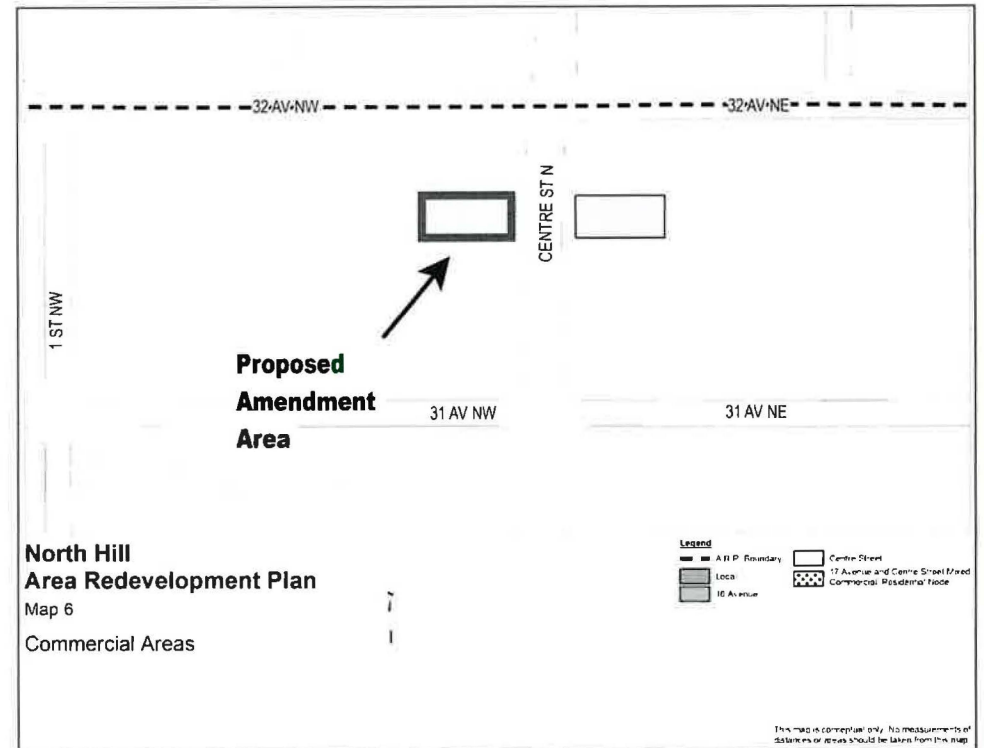 32 AV NW
32 AV NE
CENTRE ST N
1 ST NW
Proposed
Amendment
Area
31 AV NW
31 AV NE
North Hill
Area Redevelopment Plan
Map 6
Commercial Areas
Legend
A.R.P. Boundary
Local
16 Avenue
Centre Street
17 Avenue and Centre Street Mixed
Commercial Residential Node
This map is conceptual only. No measurements of
distances or areas should be taken from this map